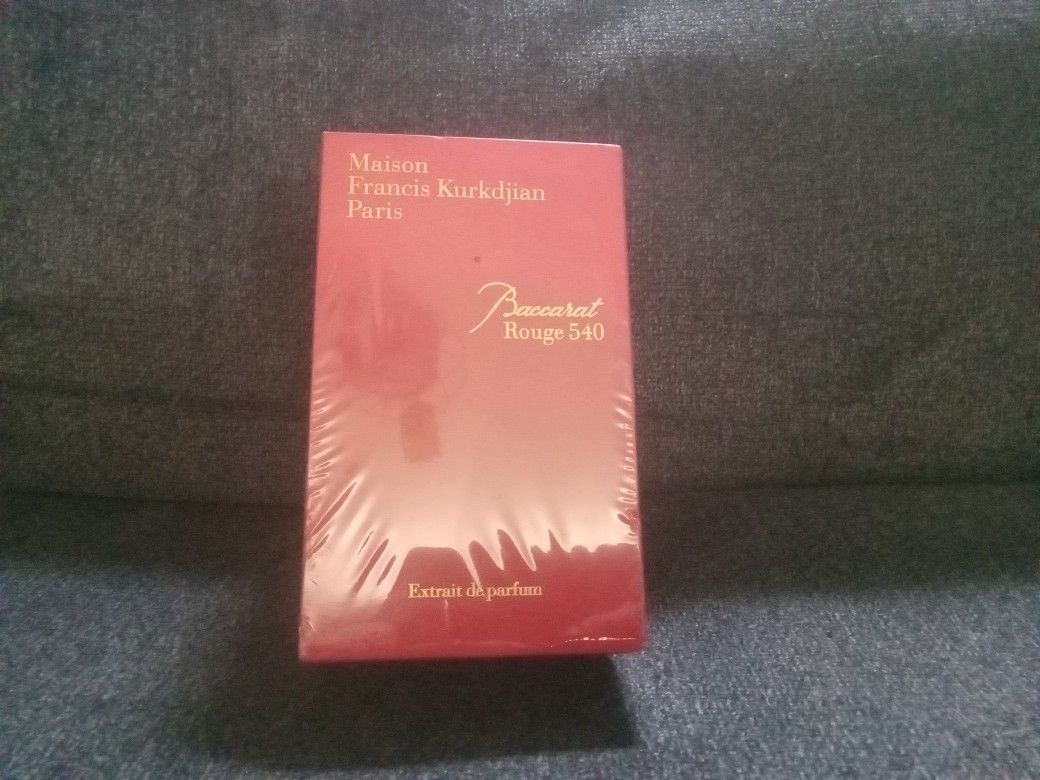 Maison
Francis Kurkdjian
Paris
Baccarat
Rouge 540
Extrait de parfum